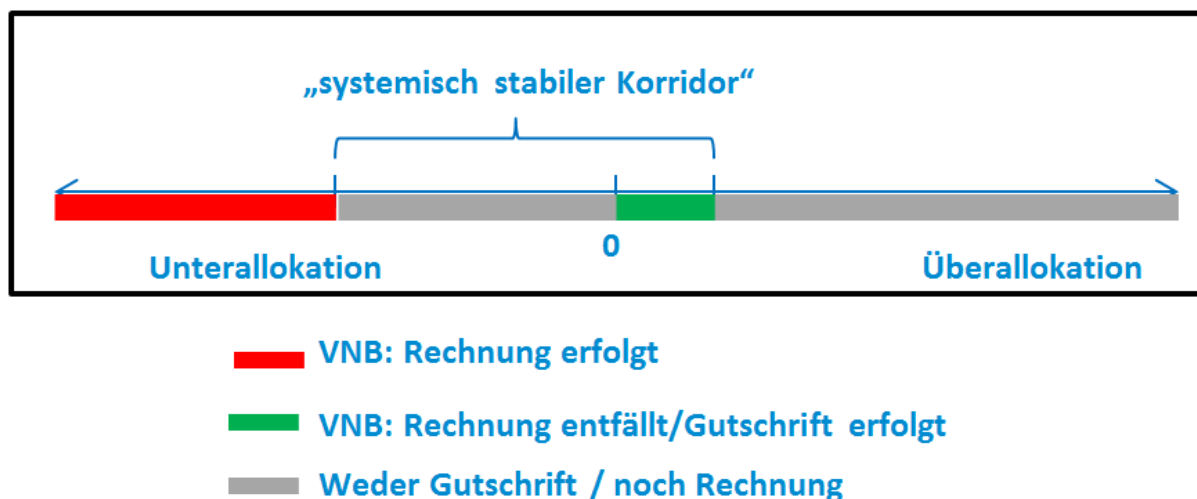 „systemisch stabiler Korridor“
0
Unterallokation
Überallokation
VNB: Rechnung erfolgt
VNB: Rechnung entfällt/Gutschrift erfolgt
Weder Gutschrift / noch Rechnung